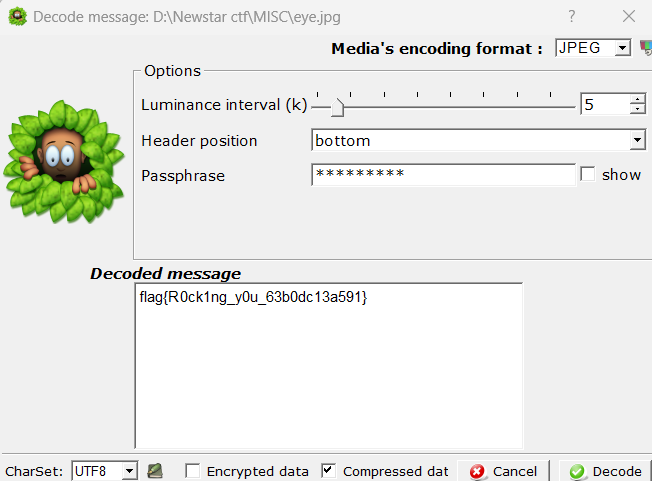 Decode message: D:\Newstar ctf\MISC\eye.jpg ?
Media's encoding format : JPEG
Options
Luminance interval (k) 5
Header position bottom
Passphrase ********* show
Decoded message
flag{R0ck1ng_y0u_63b0dc13a591}
CharSet: UTF8 Encrypted data Compressed dat Cancel Decode